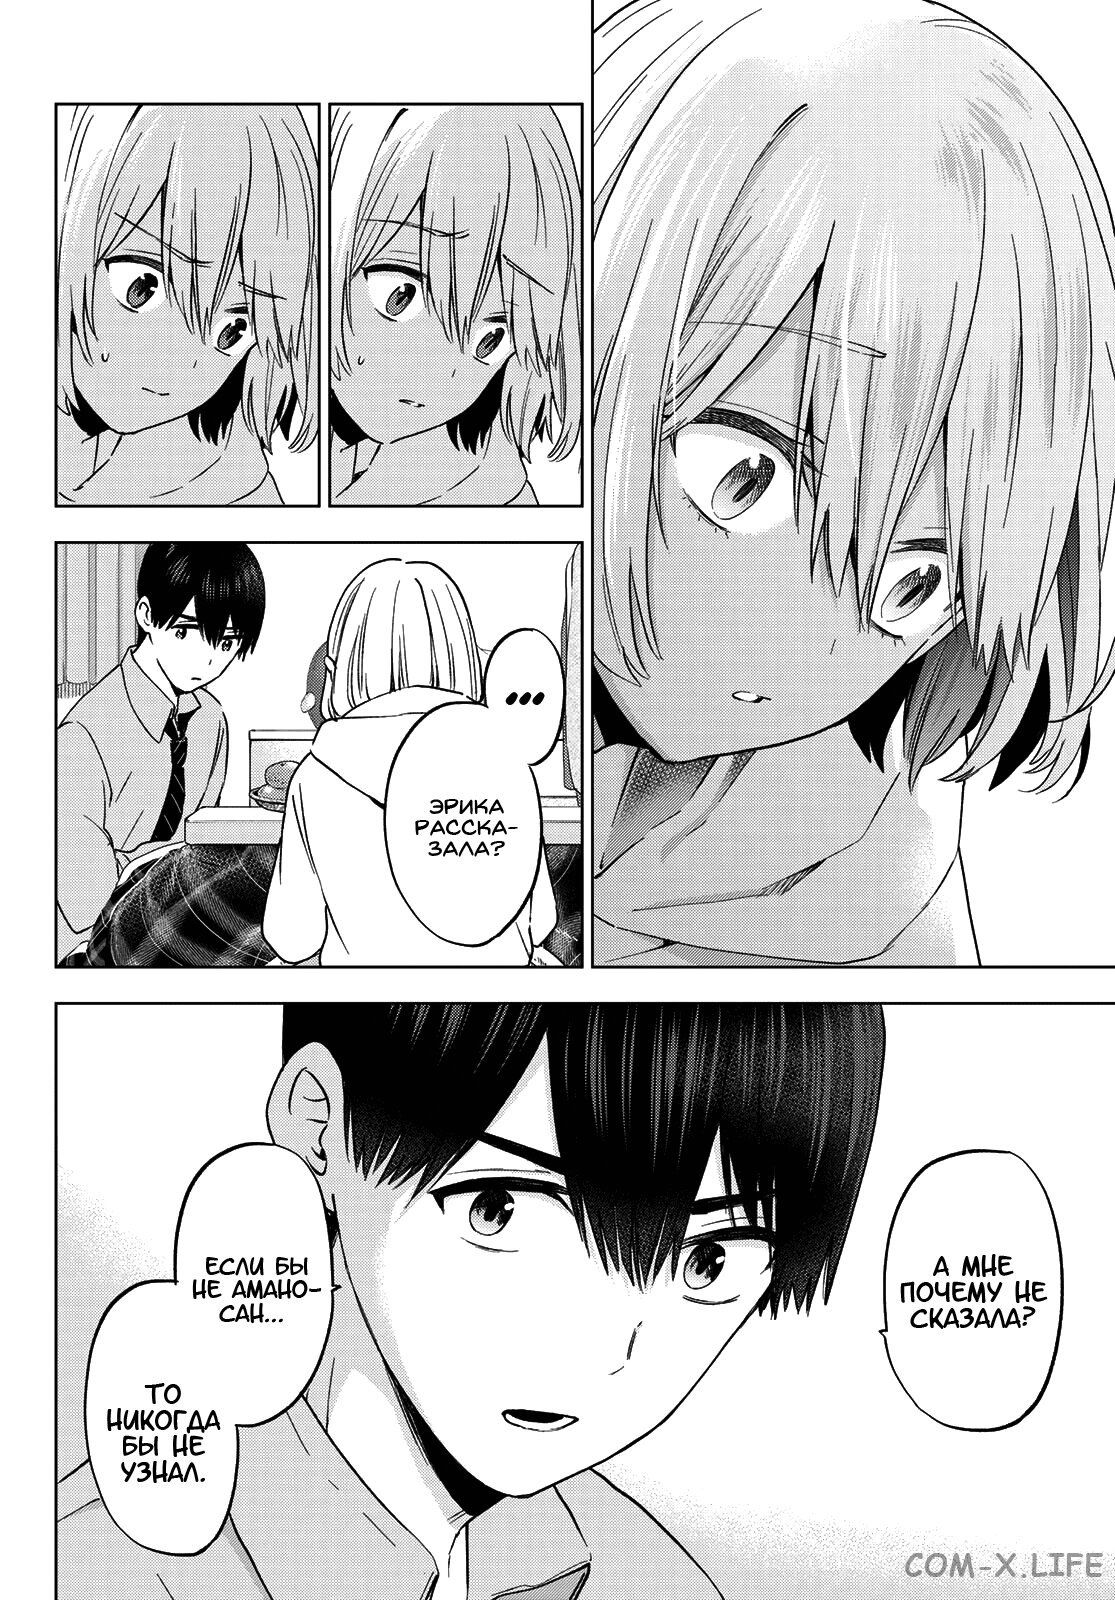 ...
ЭРИКА
РАССКА-
ЗАЛА?
А МНЕ
ПОЧЕМУ НЕ
СКАЗАЛА?
ЕСЛИ БЫ
НЕ АМАНО-
САН...
ТО
НИКОГДА
БЫ НЕ
УЗНАЛ.
COM-X.LIFE